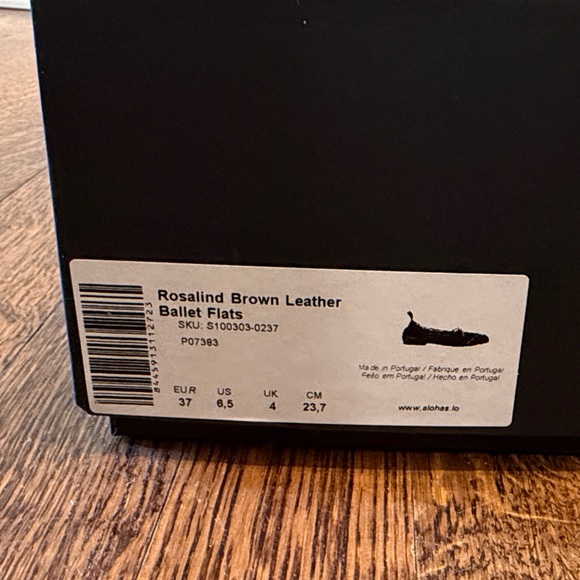 Rosalind Brown Leather
Ballet Flats
SKU: S100303-0237
P07383
8445913112723
EUR US UK CM
37 6,5 4 23,7
Made in Portugal / Fabrique en Portugal
Feito em Portugal / Hecho en Portugal
www.alohas.io